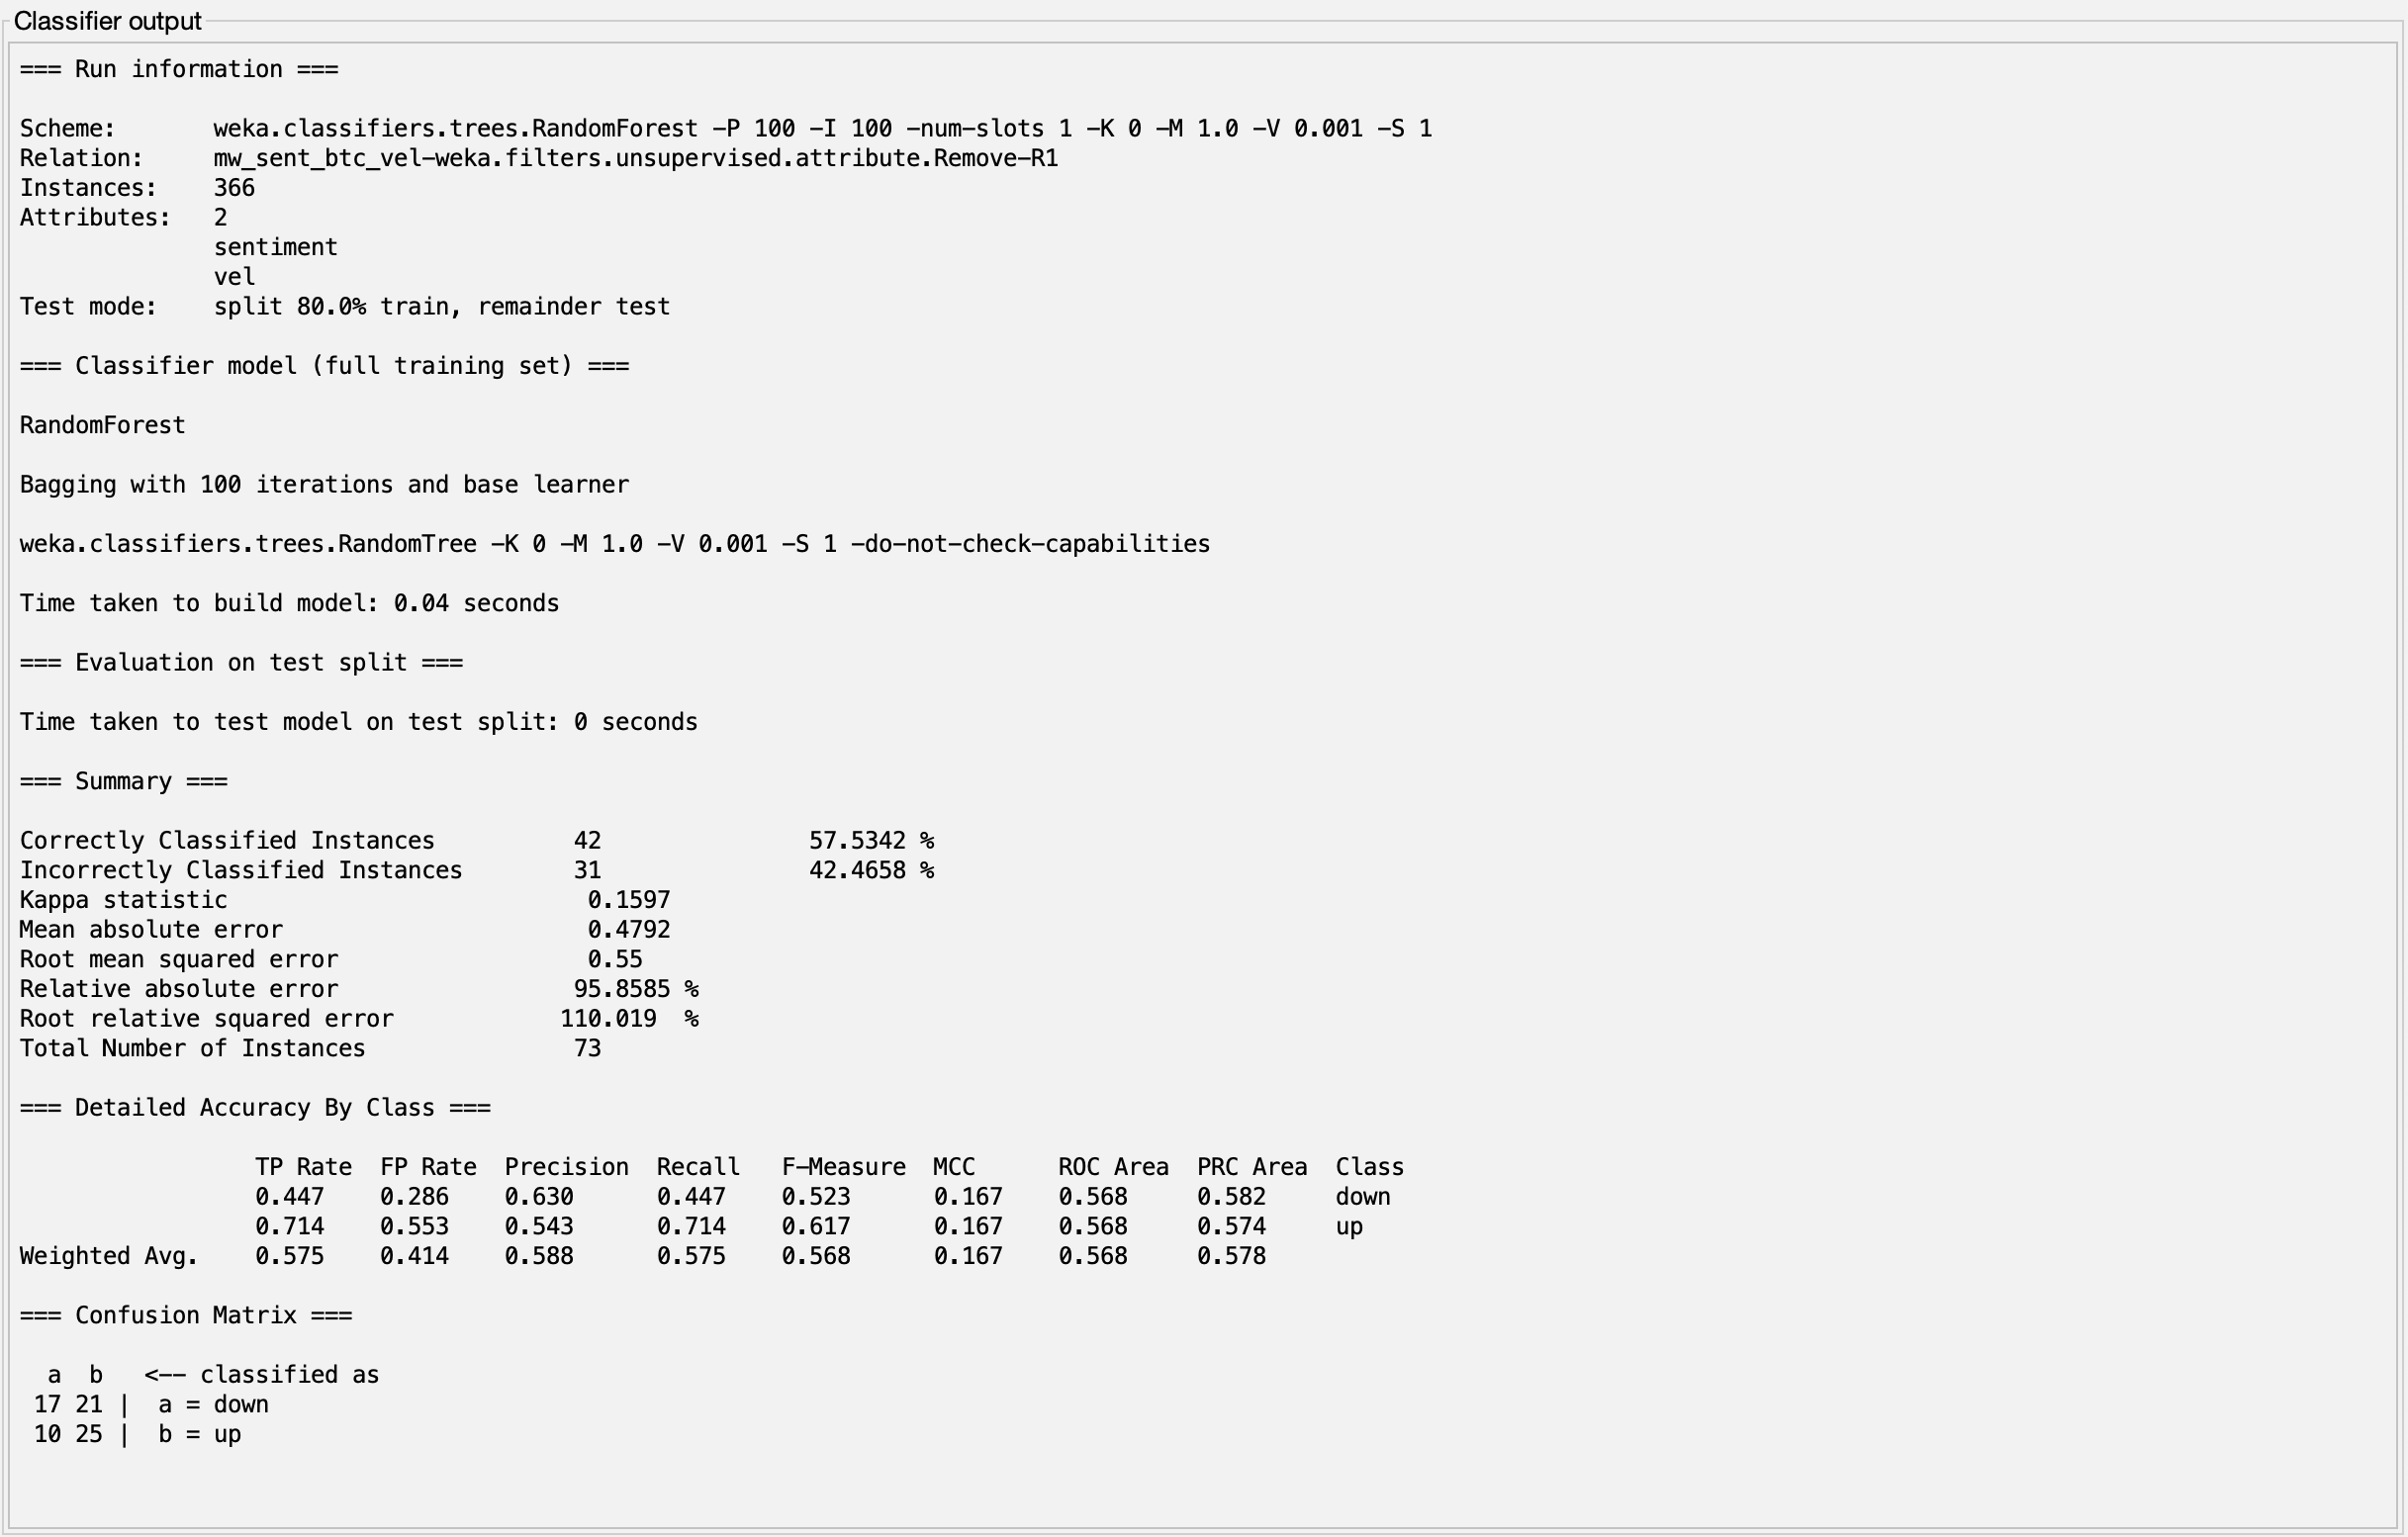 Classifier output
=== Run information ===
Scheme:       weka.classifiers.trees.RandomForest -P 100 -I 100 -num-slots 1 -K 0 -M 1.0 -V 0.001 -S 1
Relation:     mw_sent_btc_vel-weka.filters.unsupervised.attribute.Remove-R1
Instances:    366
Attributes:   2
              sentiment
              vel
Test mode:    split 80.0% train, remainder test
=== Classifier model (full training set) ===
RandomForest
Bagging with 100 iterations and base learner
weka.classifiers.trees.RandomTree -K 0 -M 1.0 -V 0.001 -S 1 -do-not-check-capabilities
Time taken to build model: 0.04 seconds
=== Evaluation on test split ===
Time taken to test model on test split: 0 seconds
=== Summary ===
Correctly Classified Instances          42               57.5342 %
Incorrectly Classified Instances        31               42.4658 %
Kappa statistic                          0.1597
Mean absolute error                      0.4792
Root mean squared error                  0.55
Relative absolute error                 95.8585 %
Root relative squared error            110.019  %
Total Number of Instances               73
=== Detailed Accuracy By Class ===
                 TP Rate  FP Rate  Precision  Recall   F-Measure  MCC      ROC Area  PRC Area  Class
                 0.447    0.286    0.630      0.447    0.523      0.167    0.568     0.582     down
                 0.714    0.553    0.543      0.714    0.617      0.167    0.568     0.574     up
Weighted Avg.    0.575    0.414    0.588      0.575    0.568      0.167    0.568     0.578
=== Confusion Matrix ===
  a  b   <-- classified as
 17 21 |  a = down
 10 25 |  b = up